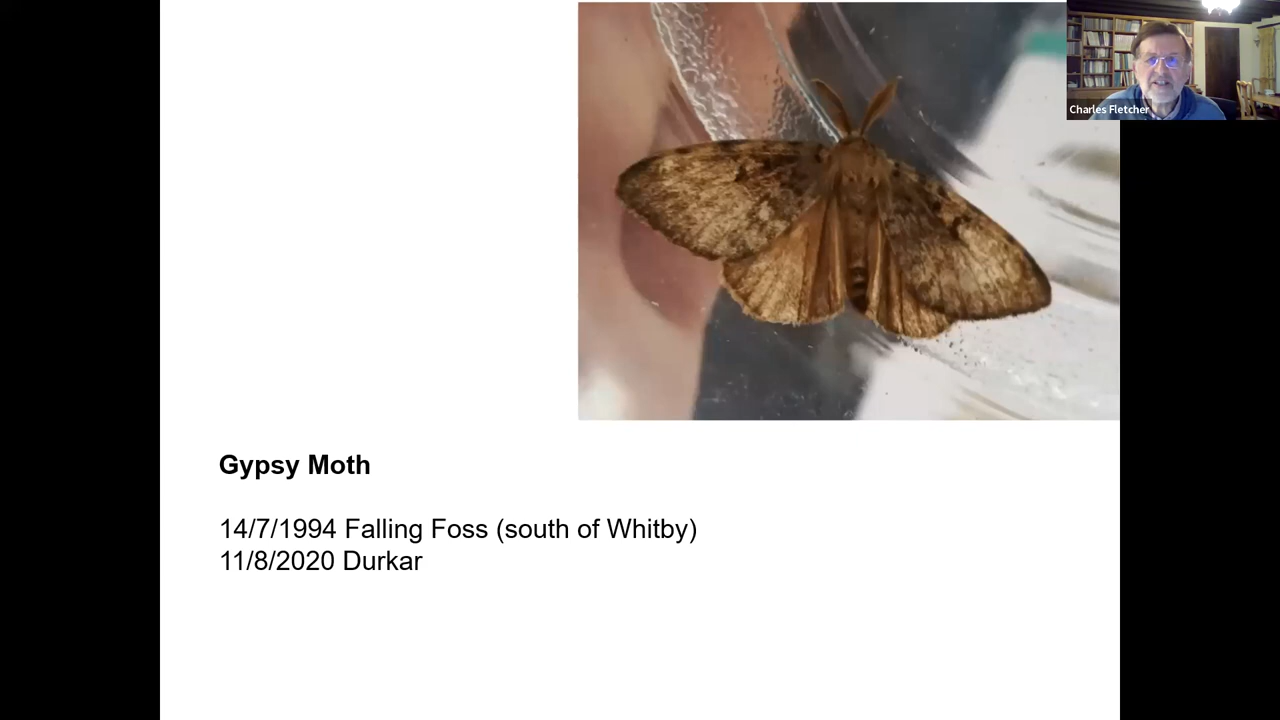 Charles Fletcher
Gypsy Moth
14/7/1994 Falling Foss (south of Whitby)
11/8/2020 Durkar